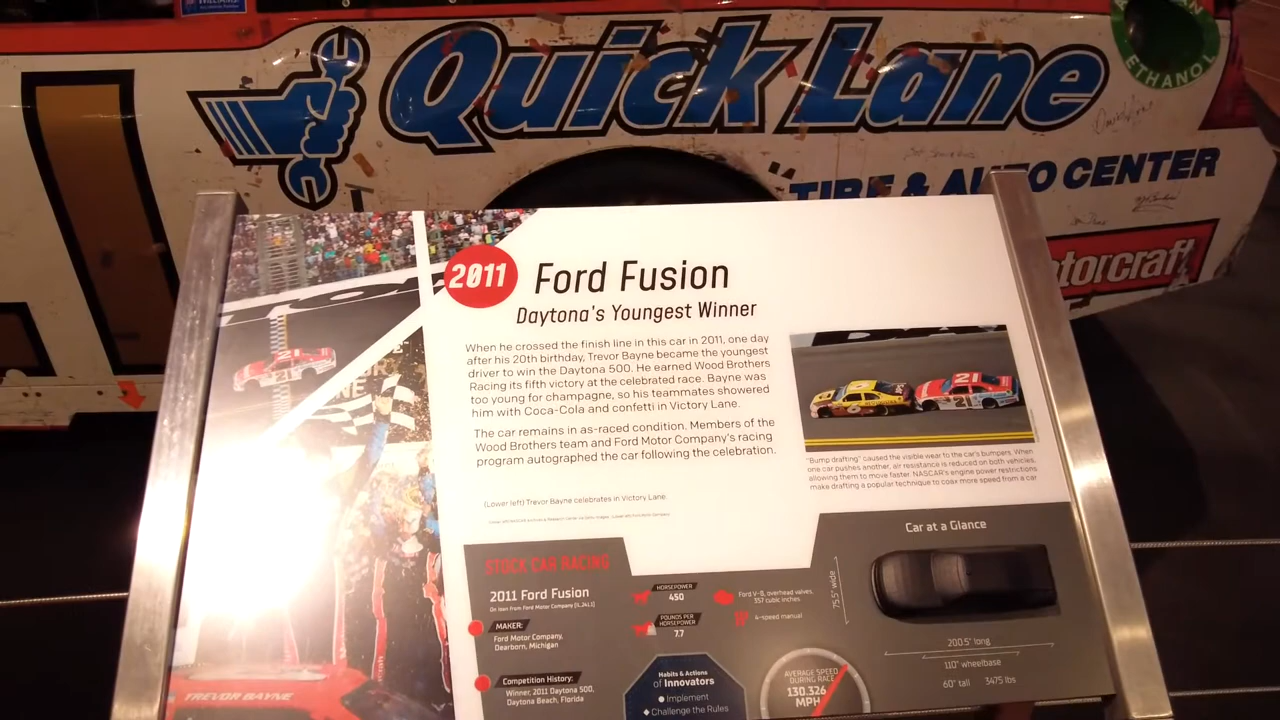 Quick Lane
ETHANOL
TIRE & AUTO CENTER
torcraft
2011
Ford Fusion
Daytona's Youngest Winner
When he crossed the finish line in this car in 2011, one day
after his 20th birthday, Trevor Bayne became the youngest
driver to win the Daytona 500. He earned Wood Brothers
Racing its fifth victory at the celebrated race. Bayne was
too young for champagne, so his teammates showered
him with Coca-Cola and confetti in Victory Lane.
The car remains in as-raced condition. Members of the
Wood Brothers team and Ford Motor Company's racing
program autographed the car following the celebration.
(Lower left) Trevor Bayne celebrates in Victory Lane
"Bump drafting" caused the visible wear to the car's bumpers. When
one car pushes another, air resistance is reduced on both vehicles,
allowing them to move faster. NASCAR's engine power restrictions
make drafting a popular technique to coax more speed from a car
21
6
21
TREVOR BAYNE
STOCK CAR RACING
2011 Ford Fusion
On loan from Ford Motor Company
MAKER:
Ford Motor Company,
Dearborn, Michigan
Competition History:
Winner, 2011 Daytona 500,
Daytona Beach, Florida
HORSEPOWER
450
POUNDS PER
HORSEPOWER
7.7
Ford V-8, overhead valves,
357 cubic inches
4-speed manual
Habits & Actions
of Innovators
Implement
Challenge the Rules
AVERAGE SPEED
DURING RACE
130.326
MPH
Car at a Glance
75.5" wide
200.5" long
110" wheelbase
60" tall 3475 lbs